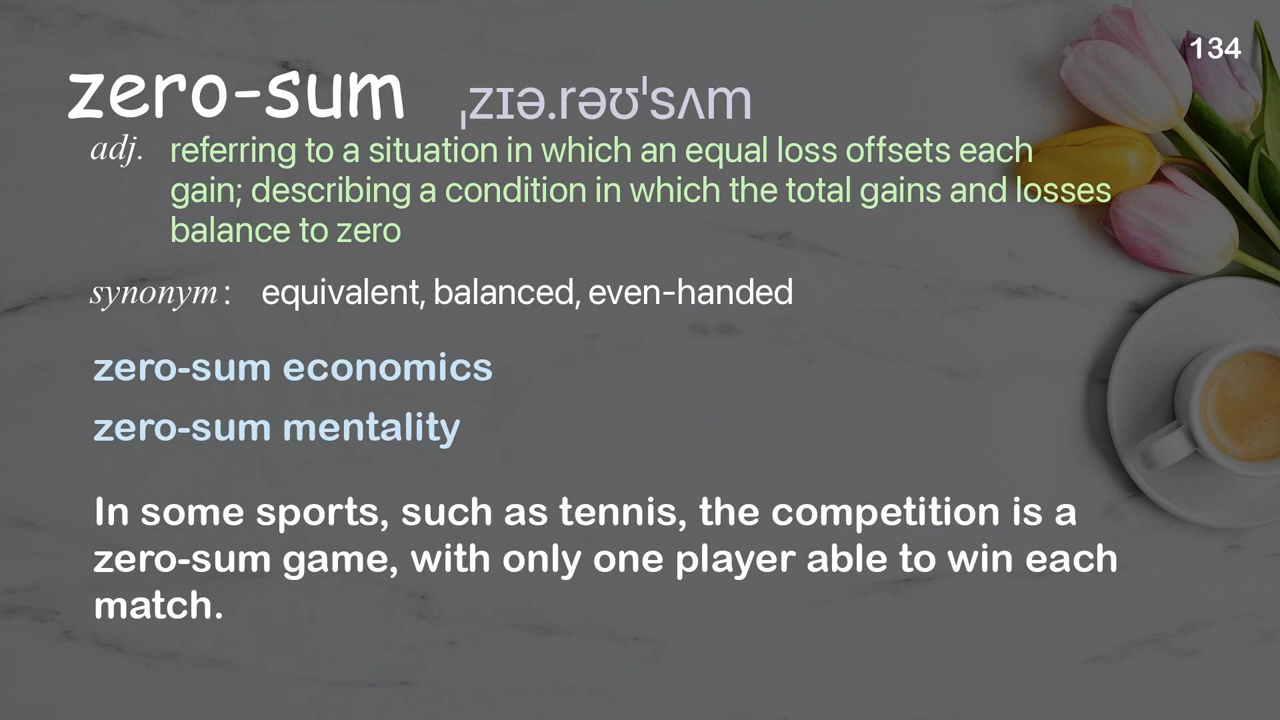 134
zero-sum ˌzɪə.rəʊˈsʌm
adj. referring to a situation in which an equal loss offsets each
gain; describing a condition in which the total gains and losses
balance to zero
synonym : equivalent, balanced, even-handed
zero-sum economics
zero-sum mentality
In some sports, such as tennis, the competition is a
zero-sum game, with only one player able to win each
match.